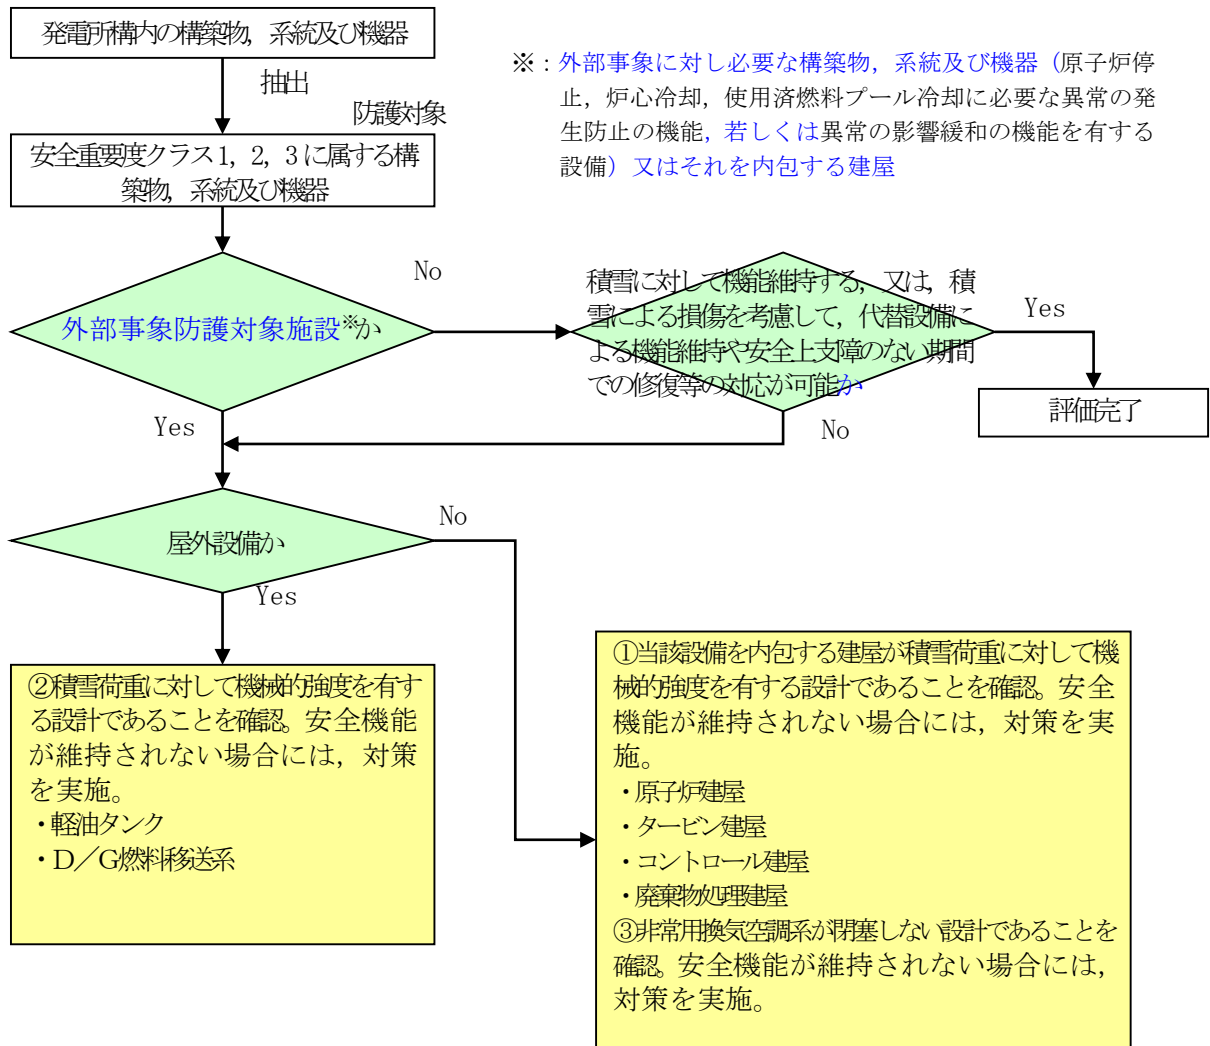 発電所構内の構築物，系統及び機器
抽出
防護対象
安全重要度クラス1，2，3に属する構
築物，系統及び機器
※：外部事象に対し必要な構築物，系統及び機器（原子炉停
止，炉心冷却，使用済燃料プール冷却に必要な異常の発
生防止の機能，若しくは異常の影響緩和の機能を有する
設備）又はそれを内包する建屋
外部事象防護対象施設※か
No
積雪に対して機能維持する，又は，積
雪による損傷を考慮して，代替設備に
よる機能維持や安全上支障のない期間
での修復等の対応が可能か
Yes
評価完了
Yes
No
屋外設備か
No
Yes
②積雪荷重に対して機械的強度を有す
る設計であることを確認。安全機能
が維持されない場合には，対策
を実施。
・軽油タンク
・D／G燃料移送系
①当該設備を内包する建屋が積雪荷重に対して機
械的強度を有する設計であることを確認。安全
機能が維持されない場合には，対策を実
施。
・原子炉建屋
・タービン建屋
・コントロール建屋
・廃棄物処理建屋
③非常用換気空調系が閉塞しない設計であることを
確認。安全機能が維持されない場合には，
対策を実施。